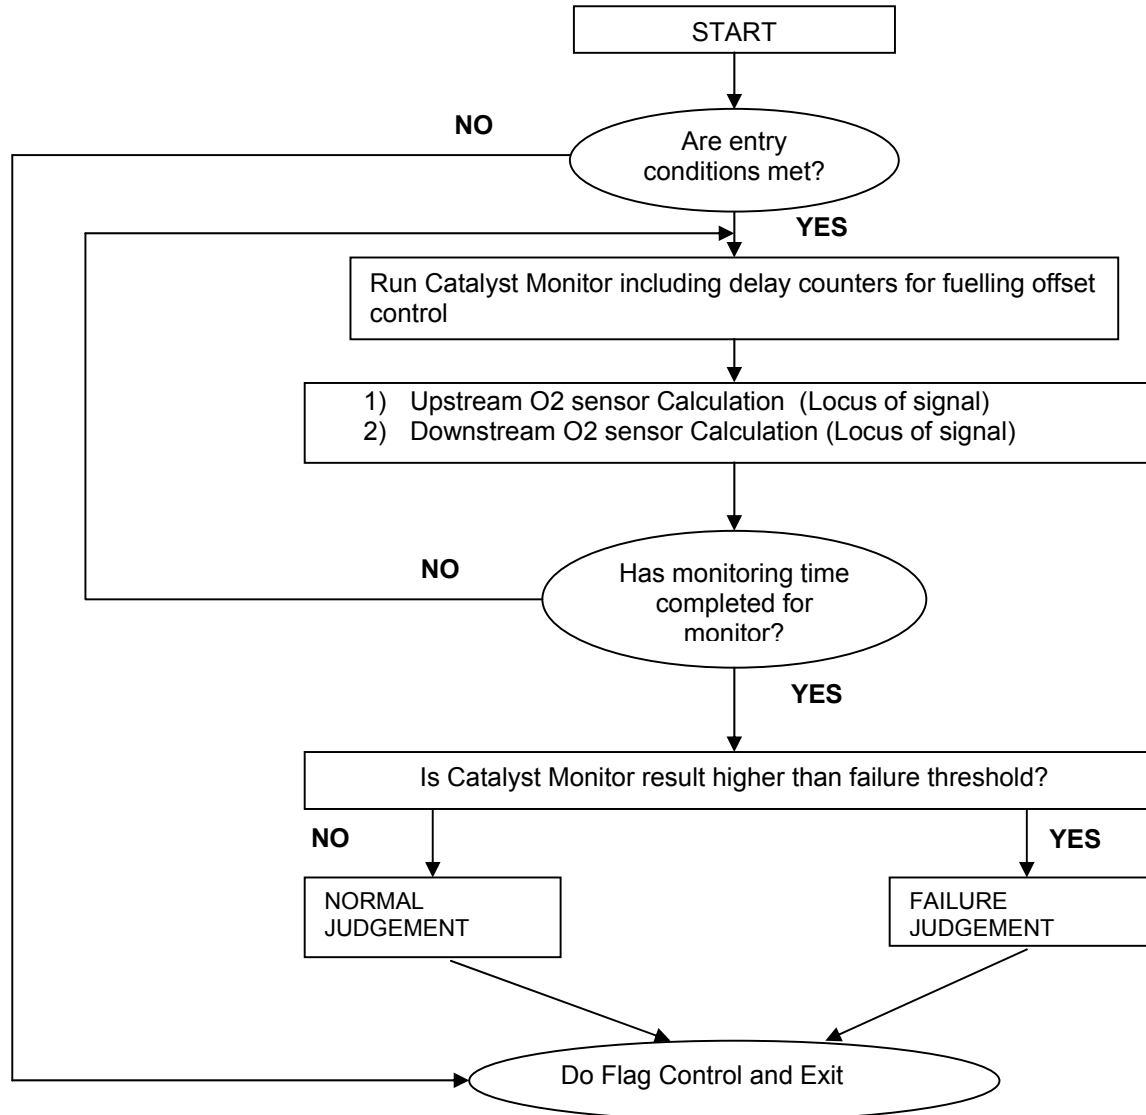 START
NO
Are entry
conditions met?
YES
Run Catalyst Monitor including delay counters for fuelling offset
control
1) Upstream O2 sensor Calculation (Locus of signal)
2) Downstream O2 sensor Calculation (Locus of signal)
NO
Has monitoring time
completed for
monitor?
YES
Is Catalyst Monitor result higher than failure threshold?
NO
YES
NORMAL
JUDGEMENT
FAILURE
JUDGEMENT
Do Flag Control and Exit